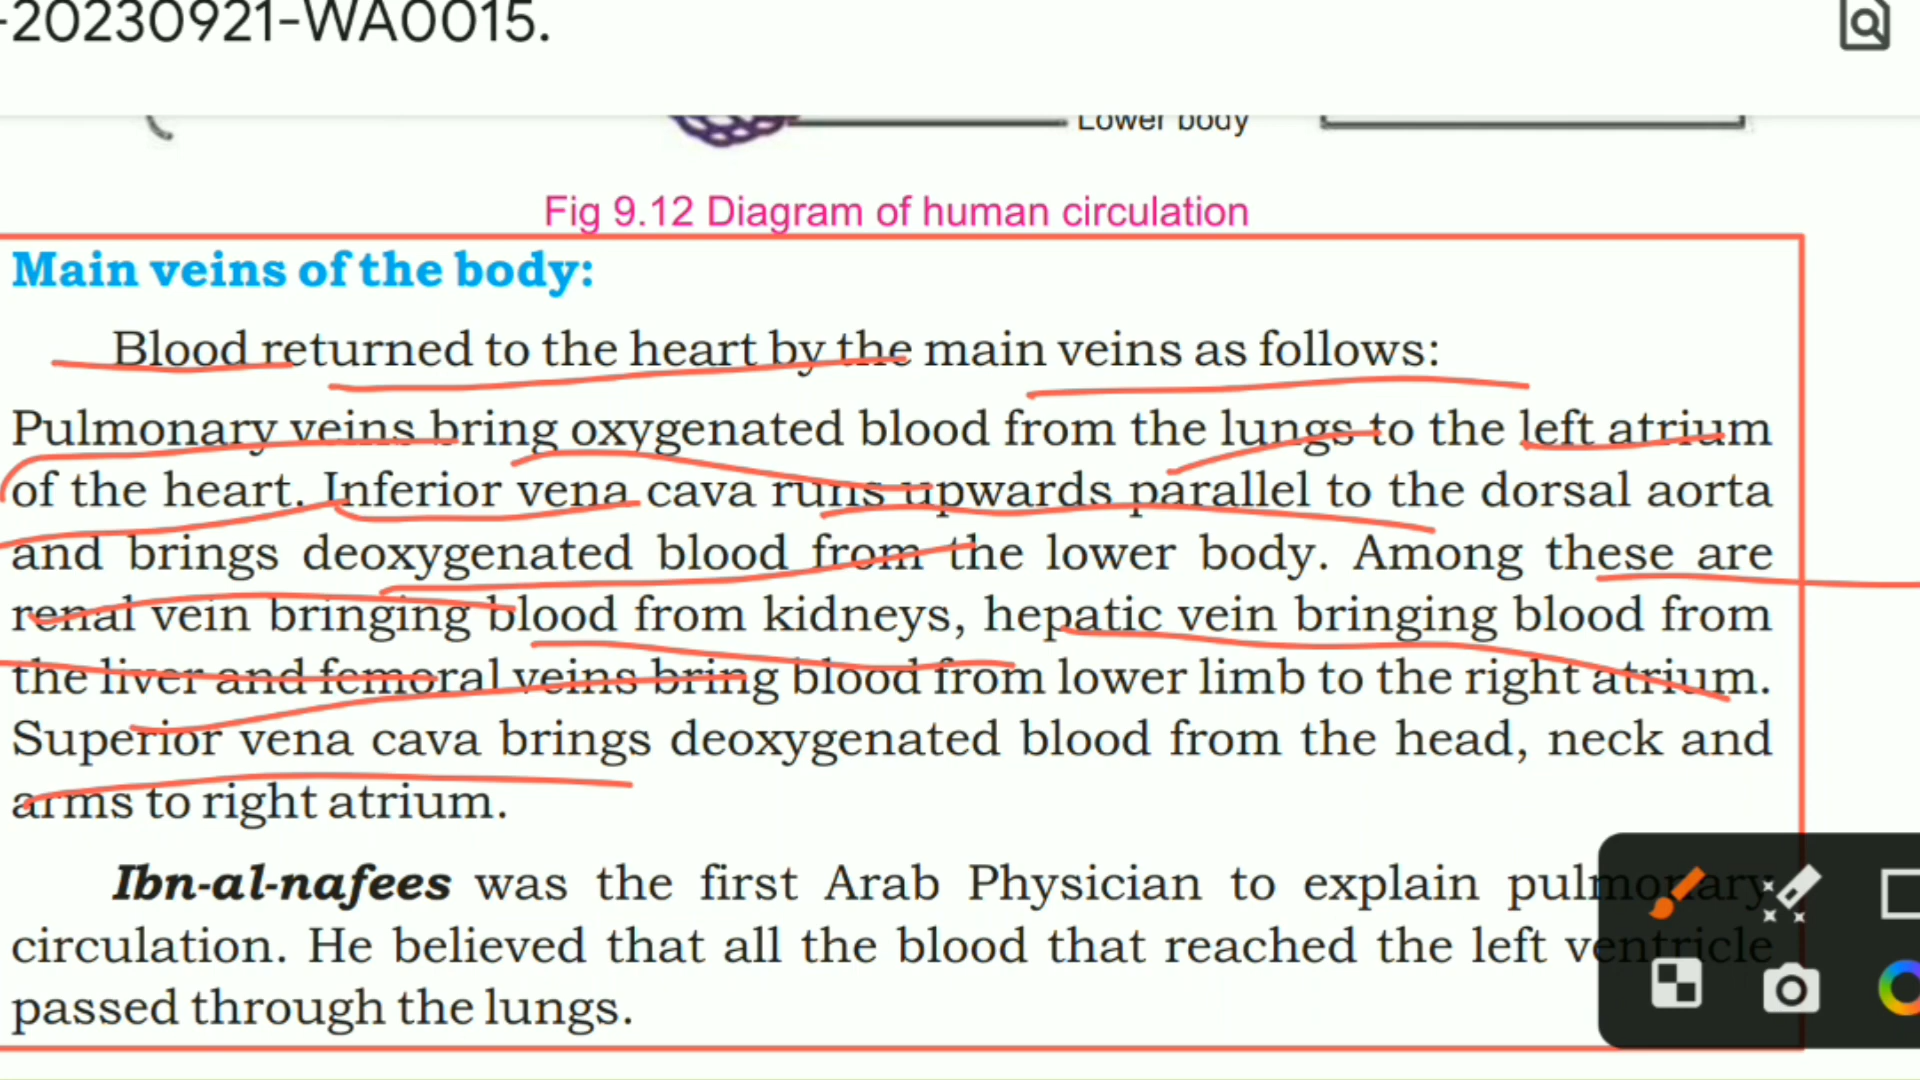 -20230921-WA0015.
Lower body
Fig 9.12 Diagram of human circulation
Main veins of the body:
Blood returned to the heart by the main veins as follows:
Pulmonary veins bring oxygenated blood from the lungs to the left atrium
of the heart. Inferior vena cava runs upwards parallel to the dorsal aorta
and brings deoxygenated blood from the lower body. Among these are
renal vein bringing blood from kidneys, hepatic vein bringing blood from
the liver and femoral veins bring blood from lower limb to the right atrium.
Superior vena cava brings deoxygenated blood from the head, neck and
arms to right atrium.
Ibn-al-nafees was the first Arab Physician to explain pulmonary
circulation. He believed that all the blood that reached the left ventricle
passed through the lungs.